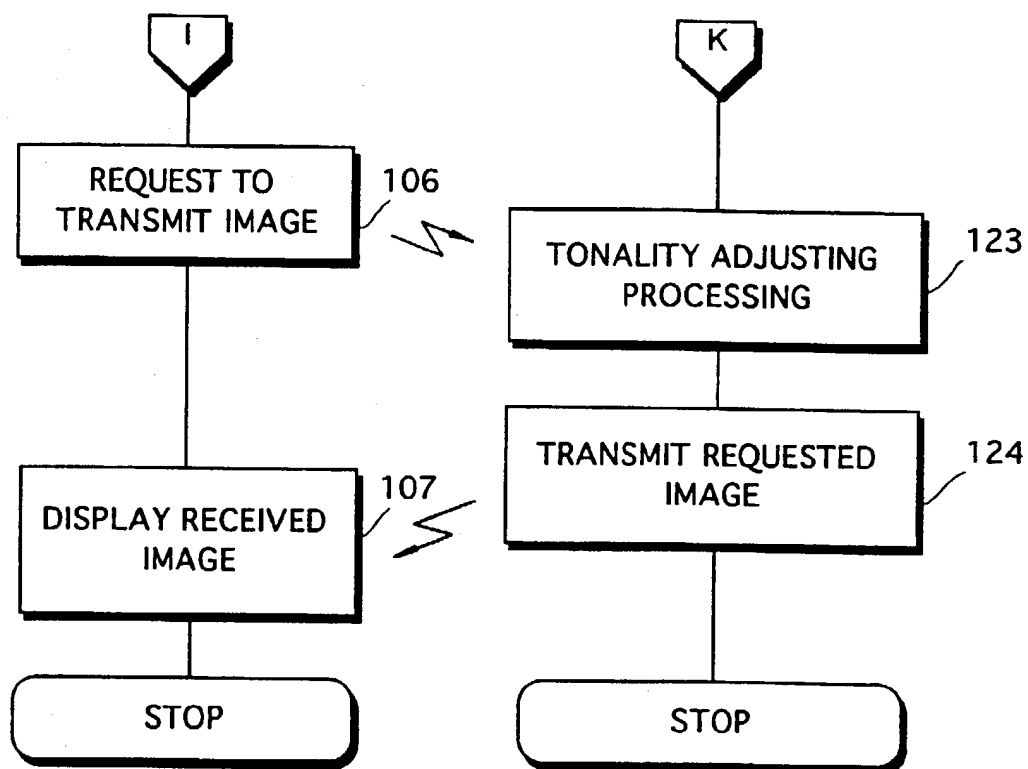 I
REQUEST TO
TRANSMIT IMAGE
106
DISPLAY RECEIVED
IMAGE
107
STOP
K
TONALITY ADJUSTING
PROCESSING
123
TRANSMIT REQUESTED
IMAGE
124
STOP